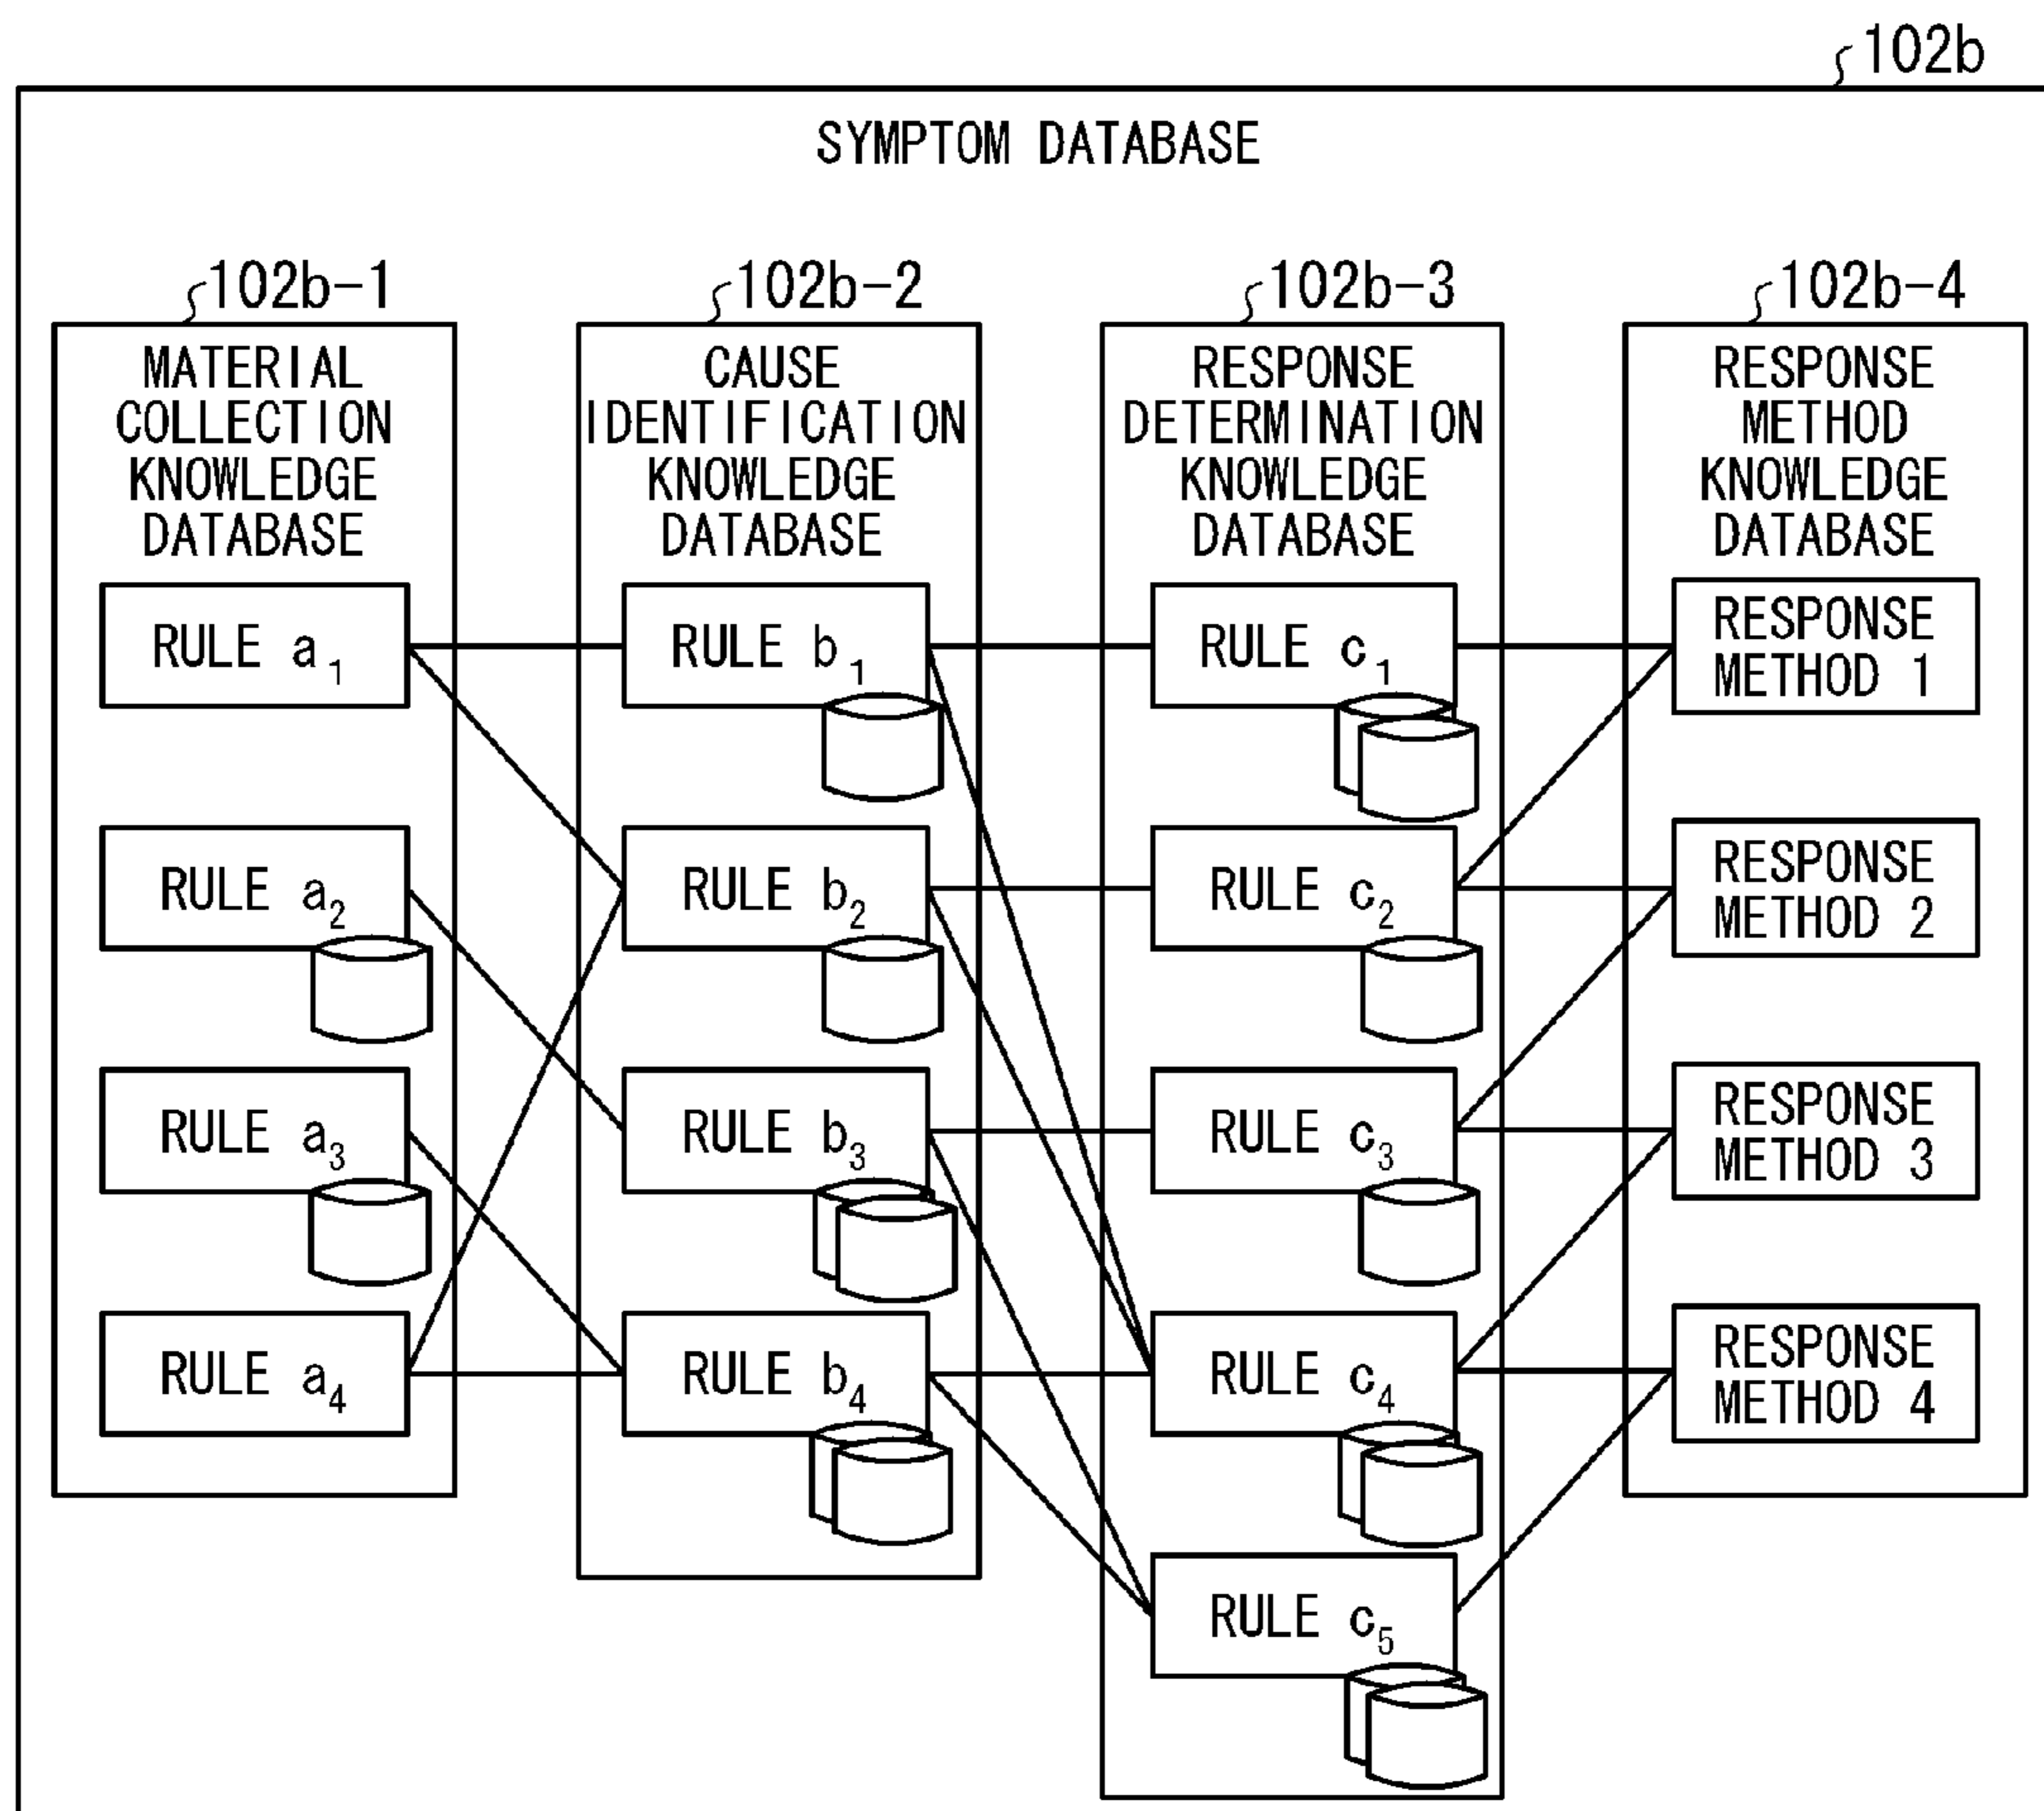 102b
SYMPTOM DATABASE
102b-1
102b-2
102b-3
102b-4
MATERIAL
COLLECTION
KNOWLEDGE
DATABASE
CAUSE
IDENTIFICATION
KNOWLEDGE
DATABASE
RESPONSE
DETERMINATION
KNOWLEDGE
DATABASE
RESPONSE
METHOD
KNOWLEDGE
DATABASE
RULE a₁
RULE b₁
RULE c₁
RESPONSE
METHOD 1
RULE a₂
RULE b₂
RULE c₂
RESPONSE
METHOD 2
RULE a₃
RULE b₃
RULE c₃
RESPONSE
METHOD 3
RULE a₄
RULE b₄
RULE c₄
RESPONSE
METHOD 4
RULE c₅